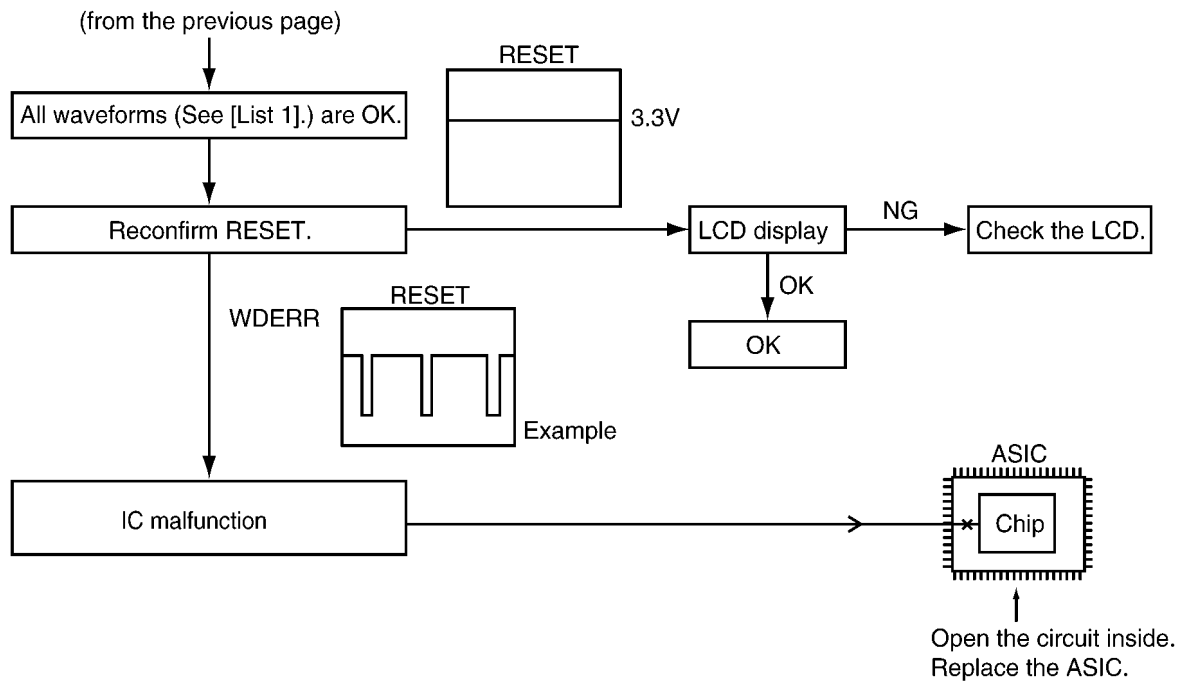 (from the previous page)
All waveforms (See [List 1].) are OK.
RESET
3.3V
Reconfirm RESET.
LCD display
NG
Check the LCD.
OK
OK
WDERR
RESET
Example
IC malfunction
ASIC
Chip
Open the circuit inside.
Replace the ASIC.